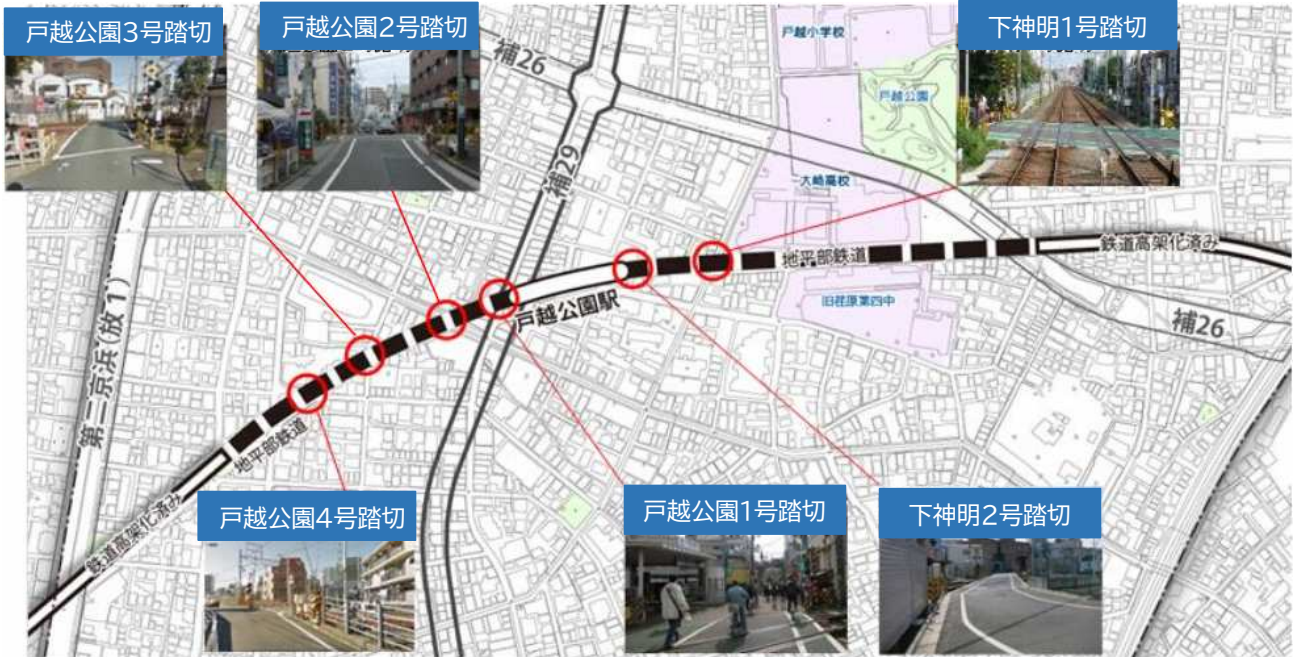 戸越公園3号踏切
戸越公園2号踏切
下神明1号踏切
補26
戸越小学校
戸越公園
補29
大崎高校
地平部鉄道
鉄道高架化済み
戸越公園駅
旧荏原第四中
補26
第二京浜(放1)
地平部鉄道
鉄道高架化済み
戸越公園4号踏切
戸越公園1号踏切
下神明2号踏切